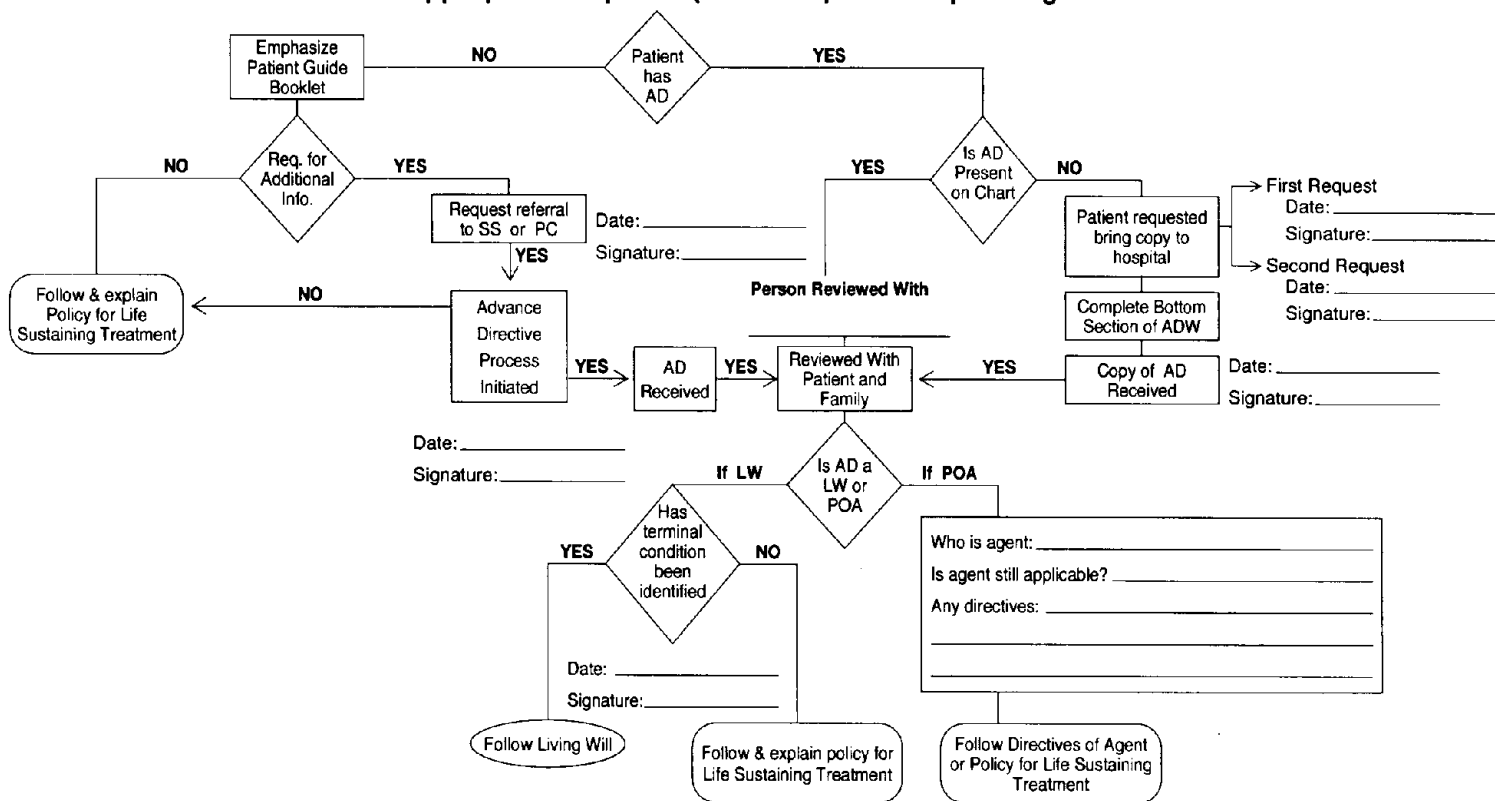 Emphasize
Patient Guide
Booklet
NO
Patient
has
AD
YES
NO
Req. for
Additional
Info.
YES
YES
Is AD
Present
on Chart
NO
Request referral
to SS or PC
Date:
Signature:
YES
Patient requested
bring copy to
hospital
First Request
Date:
Signature:
Second Request
Date:
Signature:
Person Reviewed With
Follow & explain
Policy for Life
Sustaining Treatment
NO
Advance
Directive
Process
Initiated
YES
AD
Received
YES
Reviewed With
Patient and
Family
YES
Complete Bottom
Section of ADW
Copy of AD
Received
Date:
Signature:
Date:
Signature:
If LW
Is AD a
LW or
POA
If POA
YES
Has
terminal
condition
been
identified
NO
Who is agent:
Is agent still applicable?
Any directives:
Date:
Signature:
Follow Living Will
Follow & explain policy for
Life Sustaining Treatment
Follow Directives of Agent
or Policy for Life Sustaining
Treatment